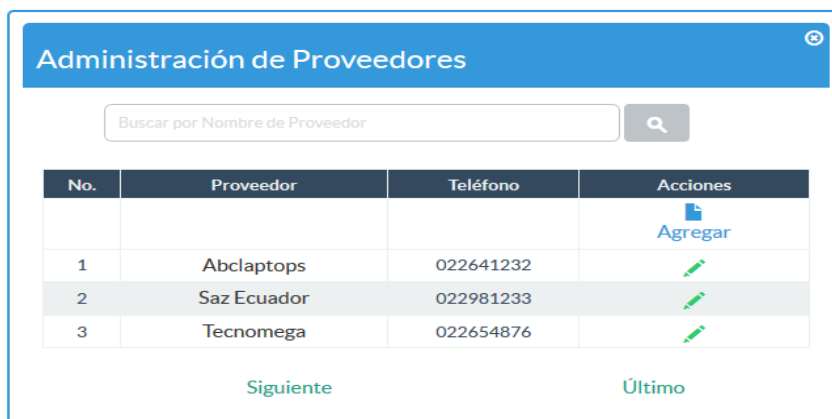 Administración de Proveedores
Buscar por Nombre de Proveedor
No. Proveedor Teléfono Acciones
Agregar
1 Abclaptops 022641232
2 Saz Ecuador 022981233
3 Tecnomega 022654876
Siguiente Último